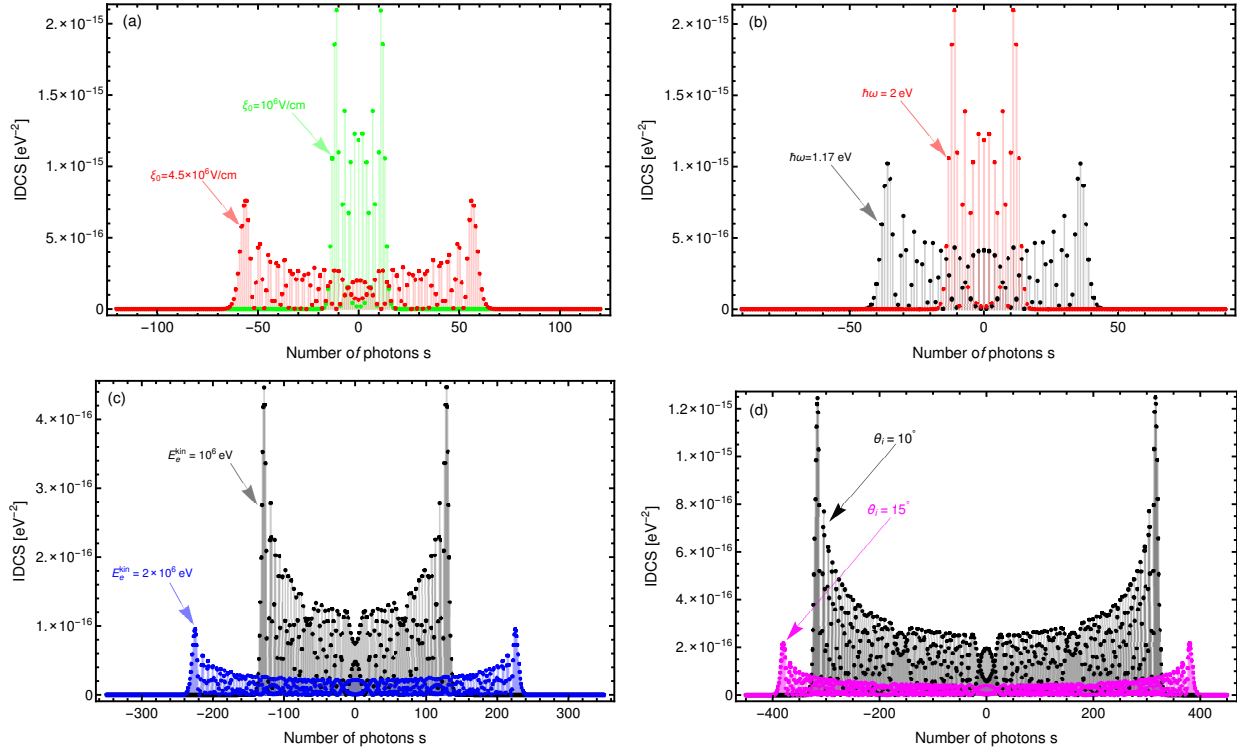 (a)
2.×10⁻¹⁵
1.5×10⁻¹⁵
1.×10⁻¹⁵
5.×10⁻¹⁶
0
IDCS [eV⁻²]
ξ₀=10⁶V/cm
ξ₀=4.5×10⁶V/cm
-100 -50 0 50 100
Number of photons s
(b)
2.×10⁻¹⁵
1.5×10⁻¹⁵
1.×10⁻¹⁵
5.×10⁻¹⁶
0
IDCS [eV⁻²]
ℏω = 2 eV
ℏω=1.17 eV
-50 0 50
Number of photons s
(c)
4.×10⁻¹⁶
3.×10⁻¹⁶
2.×10⁻¹⁶
1.×10⁻¹⁶
0
IDCS [eV⁻²]
Eₑᵏⁱⁿ = 10⁶ eV
Eₑᵏⁱⁿ = 2×10⁶ eV
-300 -200 -100 0 100 200 300
Number of photons s
(d)
1.2×10⁻¹⁵
1.×10⁻¹⁵
8.×10⁻¹⁶
6.×10⁻¹⁶
4.×10⁻¹⁶
2.×10⁻¹⁶
0
IDCS [eV⁻²]
θᵢ = 10°
θᵢ = 15°
-400 -200 0 200 400
Number of photons s